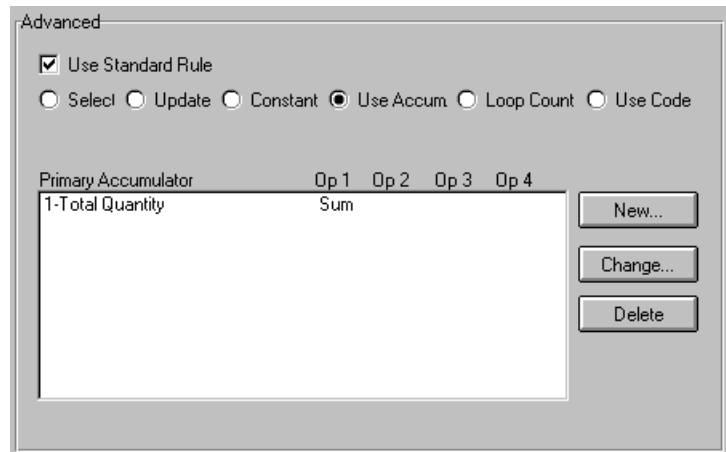 Advanced
Use Standard Rule
Select Update Constant Use Accum. Loop Count Use Code
Primary Accumulator Op 1 Op 2 Op 3 Op 4
1-Total Quantity Sum
New...
Change...
Delete